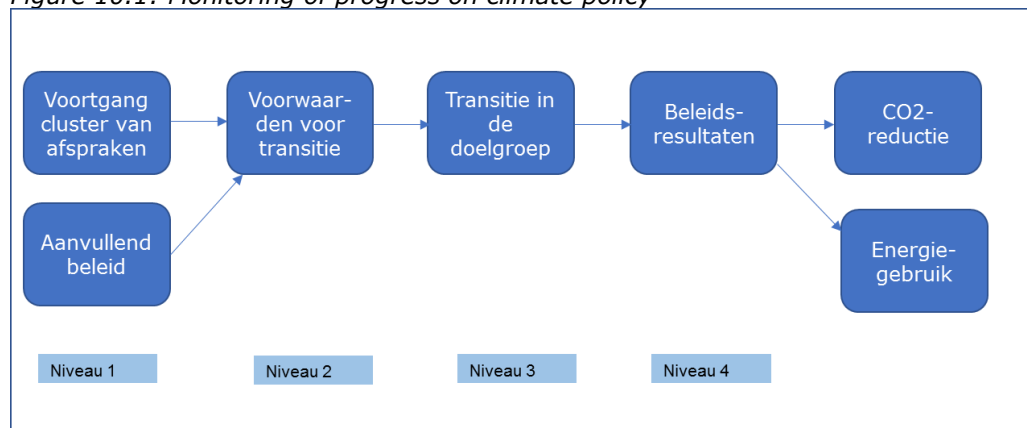 Figure 10.1: Monitoring of progress on climate policy
Voortgang
cluster van
afspraken
Voorwaar-
den voor
transitie
Transitie in
de
doelgroep
Beleids-
resultaten
CO2-
reductie
Aanvullend
beleid
Energie-
gebruik
Niveau 1
Niveau 2
Niveau 3
Niveau 4